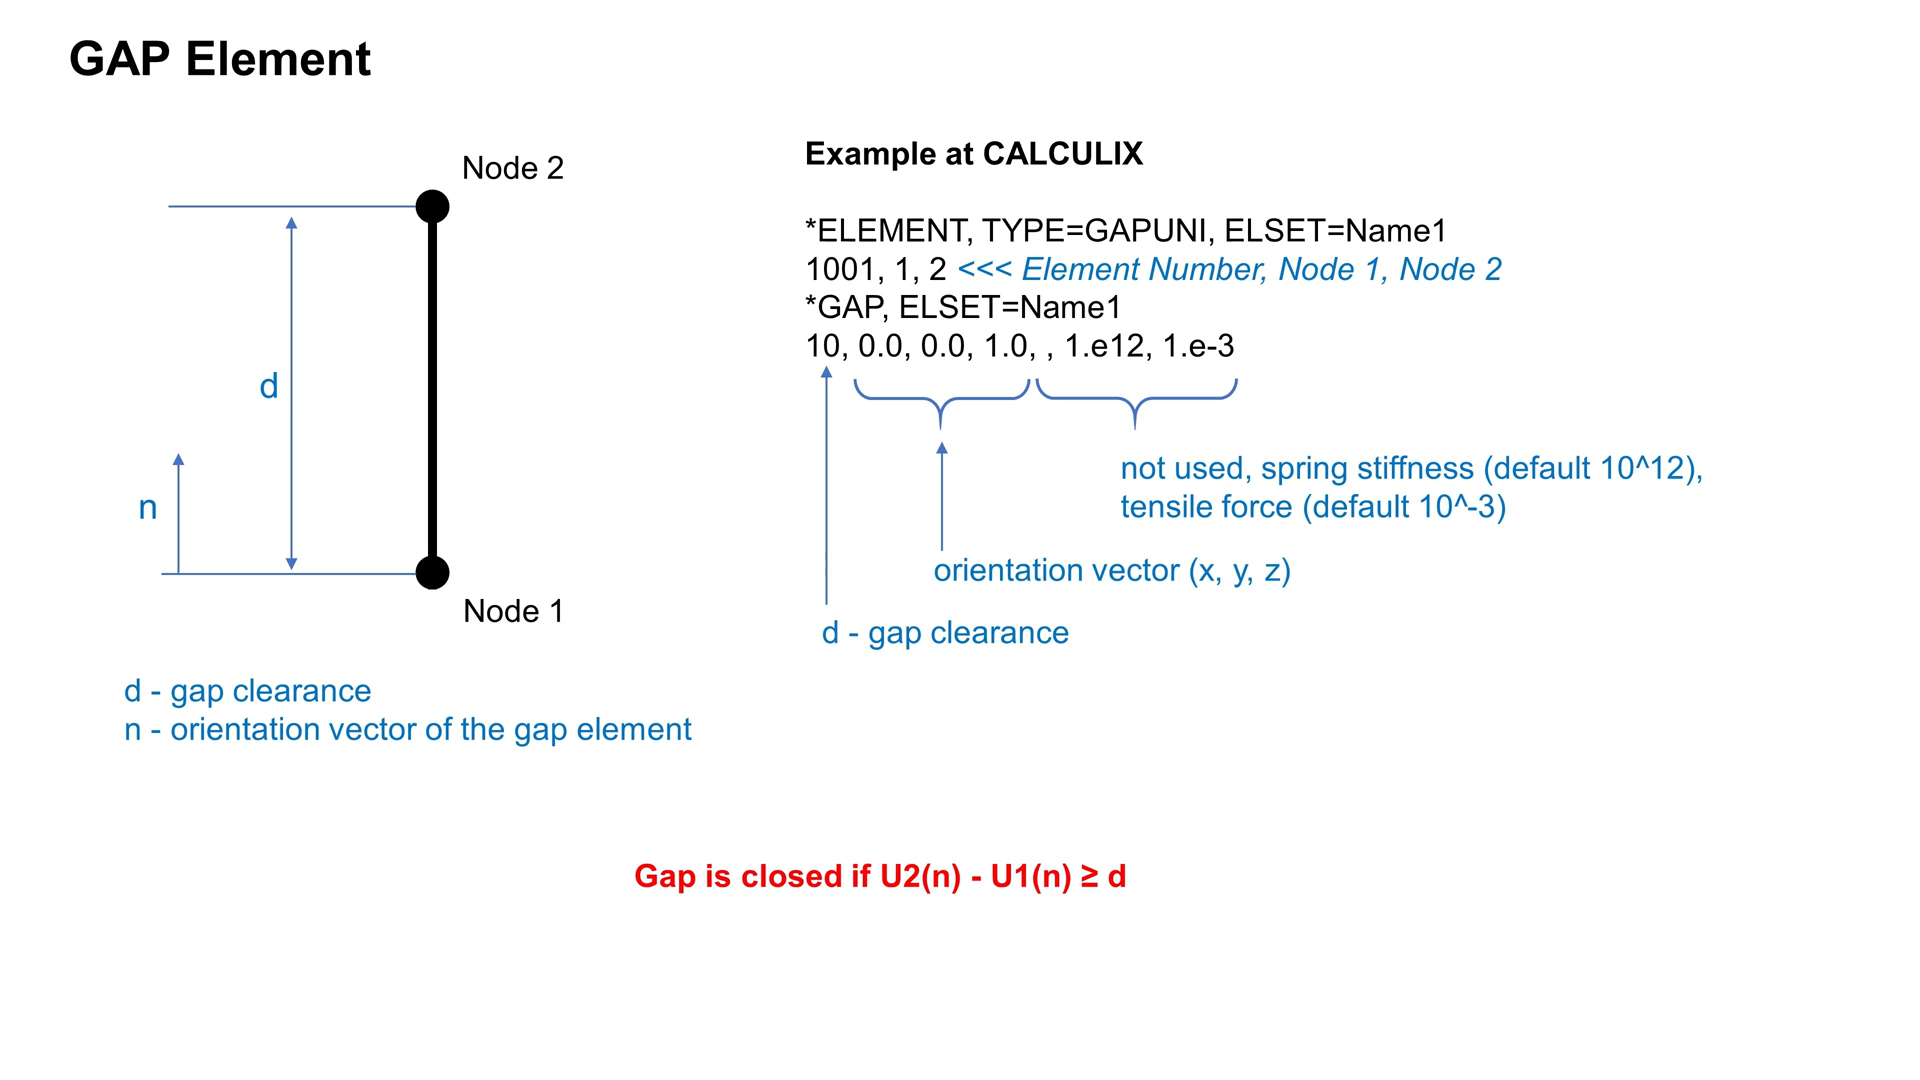 GAP Element
Node 2
d
n
Node 1
d - gap clearance
n - orientation vector of the gap element
Example at CALCULIX
*ELEMENT, TYPE=GAPUNI, ELSET=Name1
1001, 1, 2 <<< Element Number, Node 1, Node 2
*GAP, ELSET=Name1
10, 0.0, 0.0, 1.0, , 1.e12, 1.e-3
not used, spring stiffness (default 10^12),
tensile force (default 10^-3)
orientation vector (x, y, z)
d - gap clearance
Gap is closed if U2(n) - U1(n) ≥ d